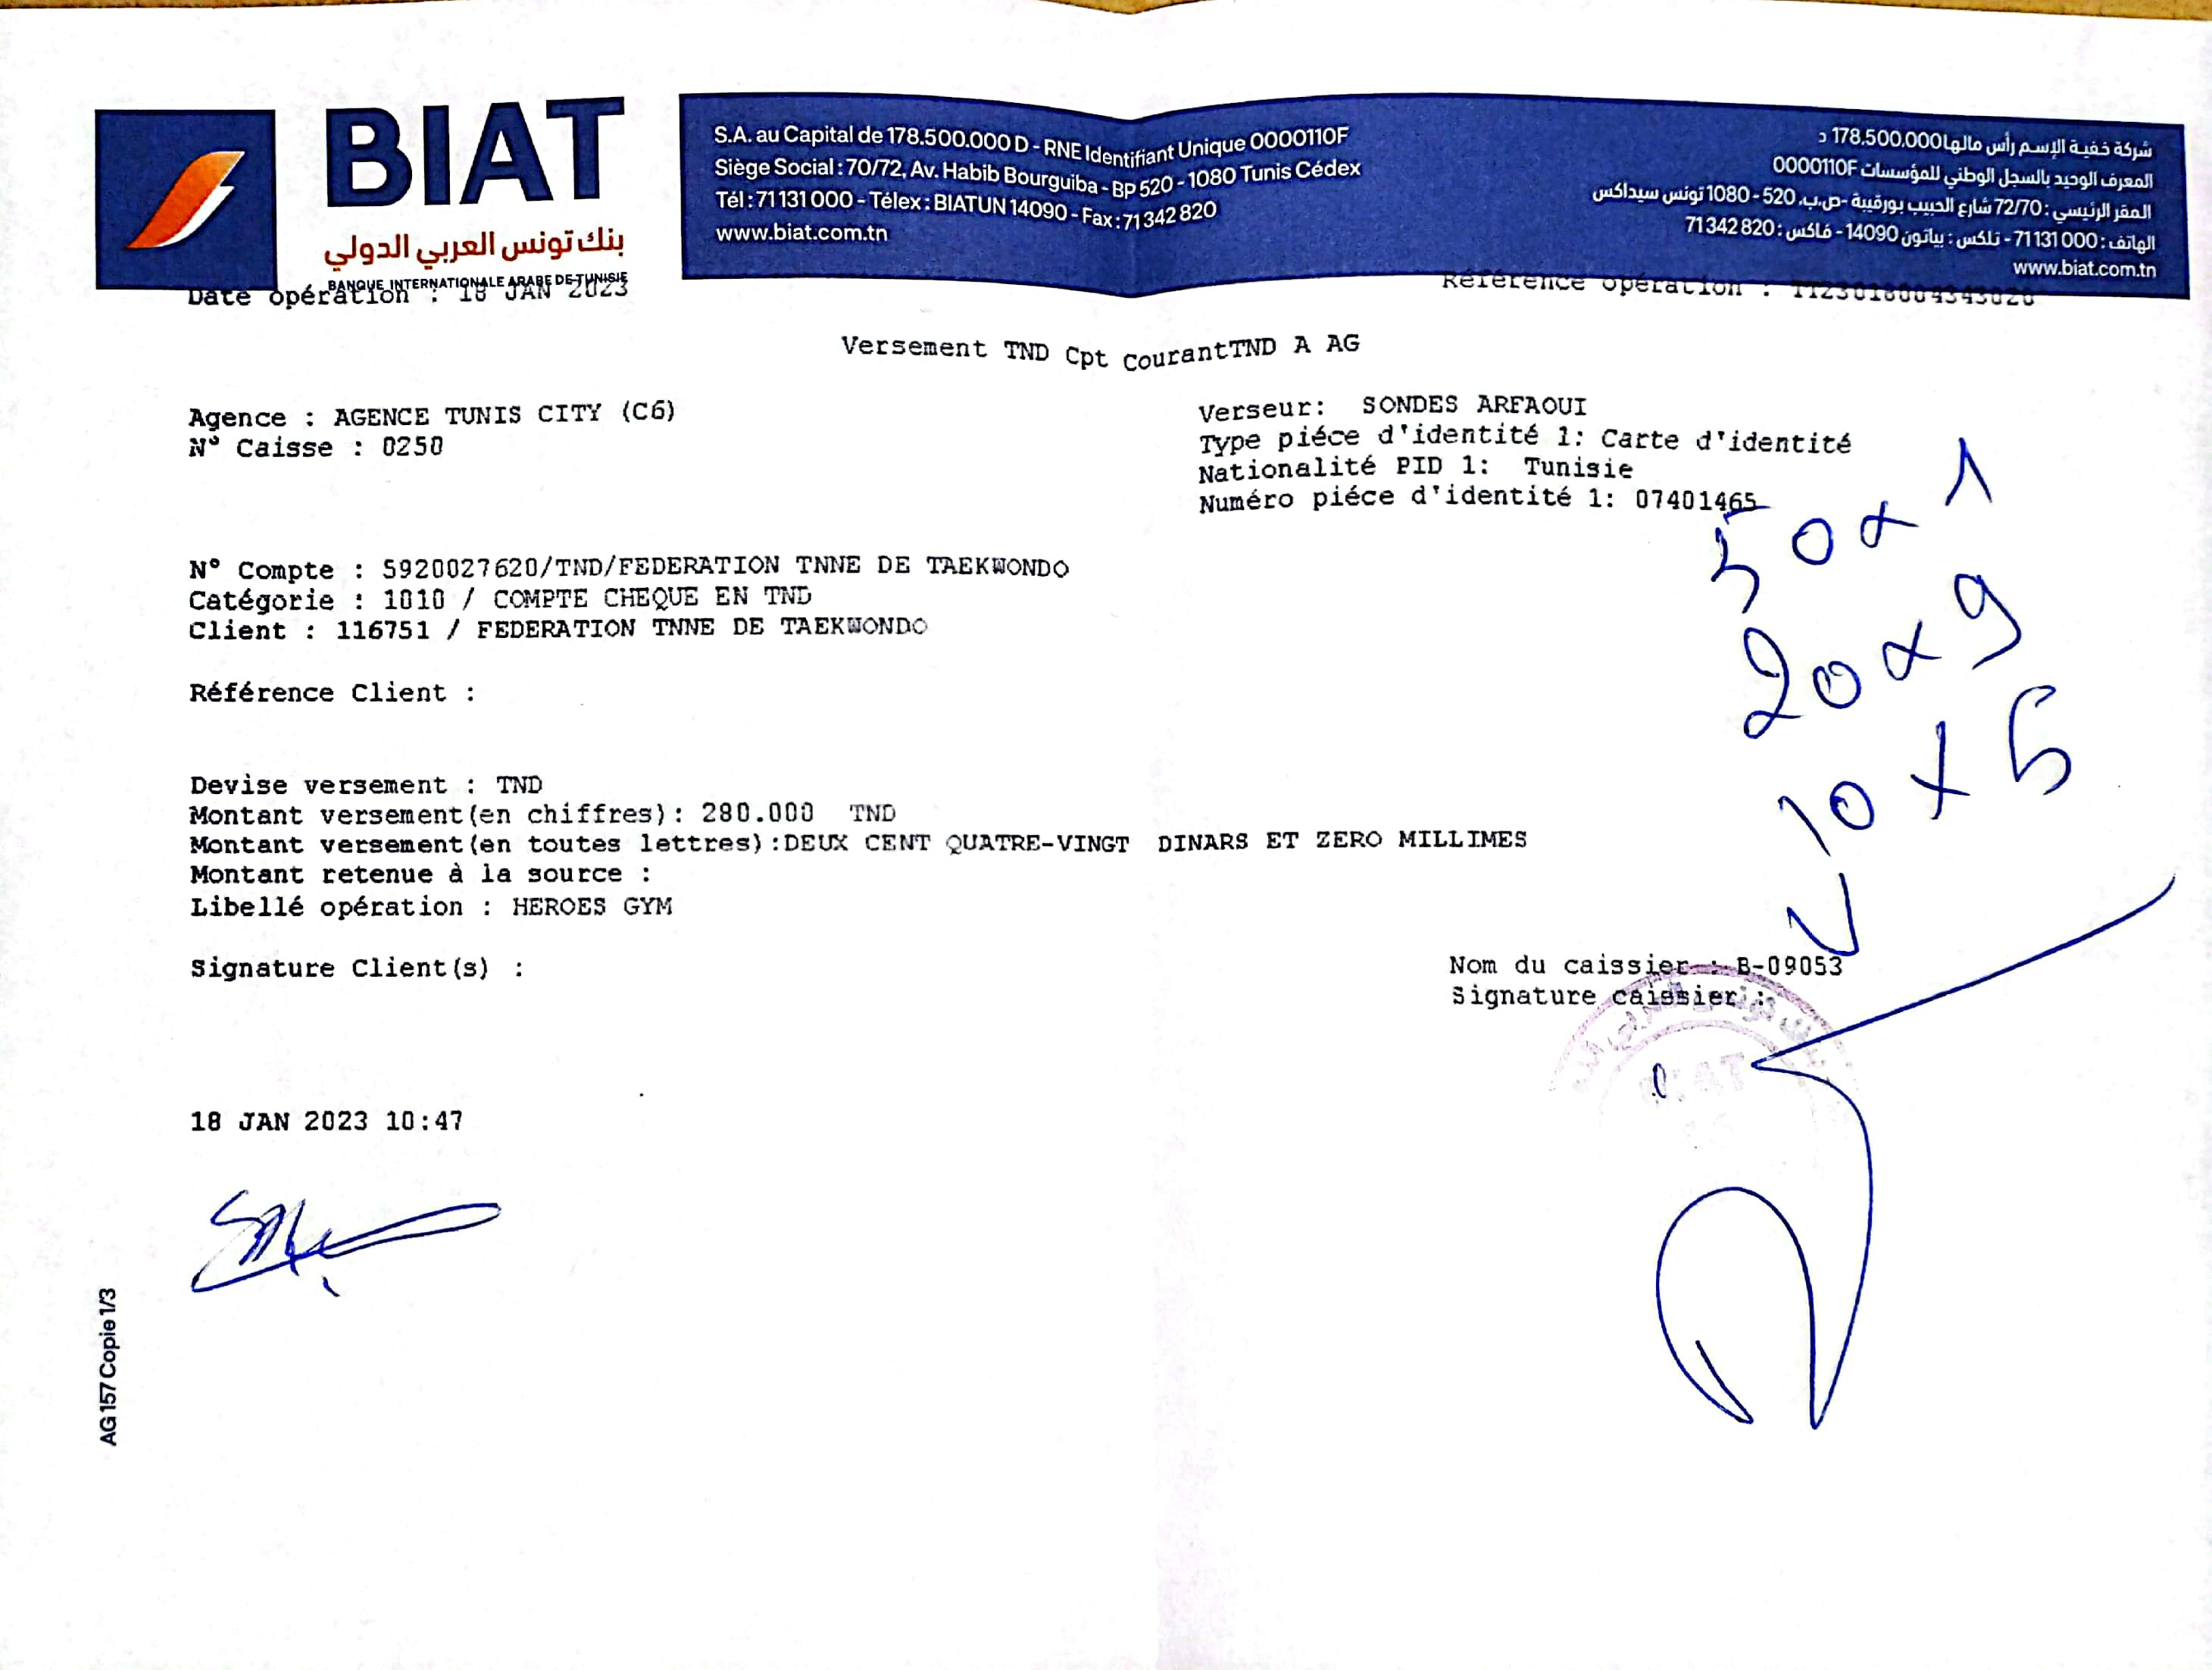 BIAT
بنك تونس العربي الدولي
BANQUE INTERNATIONALE ARABE DE TUNISIE
S.A. au Capital de 178.500.000 D - RNE Identifiant Unique 0000110F
Siège Social : 70/72, Av. Habib Bourguiba - BP 520 - 1080 Tunis Cédex
Tél : 71 131 000 - Télex : BIATUN 14090 - Fax : 71 342 820
www.biat.com.tn
شركة خفية الإسم رأس مالها 178.500.000 د
المعرف الوحيد بالسجل الوطني للمؤسسات 0000110F
المقر الرئيسي : 72/70 شارع الحبيب بورقيبة -ص.ب. 520 - 1080 تونس سيداكس
الهاتف : 000 131 71 - تلكس : بياتون 14090 - فاكس : 820 342 71
www.biat.com.tn
Date opération : 18 JAN 2023
Référence opération :
Versement TND Cpt CourantTND A AG
Agence : AGENCE TUNIS CITY (C6)
N° Caisse : 0250
Verseur: SONDES ARFAOUI
Type piéce d'identité 1: Carte d'identité
Nationalité PID 1: Tunisie
Numéro piéce d'identité 1: 07401465
50 x 1
20 x 9
10 x 5
N° Compte : 5920027620/TND/FEDERATION TNNE DE TAEKWONDO
Catégorie : 1010 / COMPTE CHEQUE EN TND
Client : 116751 / FEDERATION TNNE DE TAEKWONDO
Référence Client :
Devise versement : TND
Montant versement(en chiffres): 280.000 TND
Montant versement(en toutes lettres):DEUX CENT QUATRE-VINGT DINARS ET ZERO MILLIMES
Montant retenue à la source :
Libellé opération : HEROES GYM
Signature Client(s) :
Nom du caissier : B-09053
Signature caissier :
18 JAN 2023 10:47
AG 157 Copie 1/3